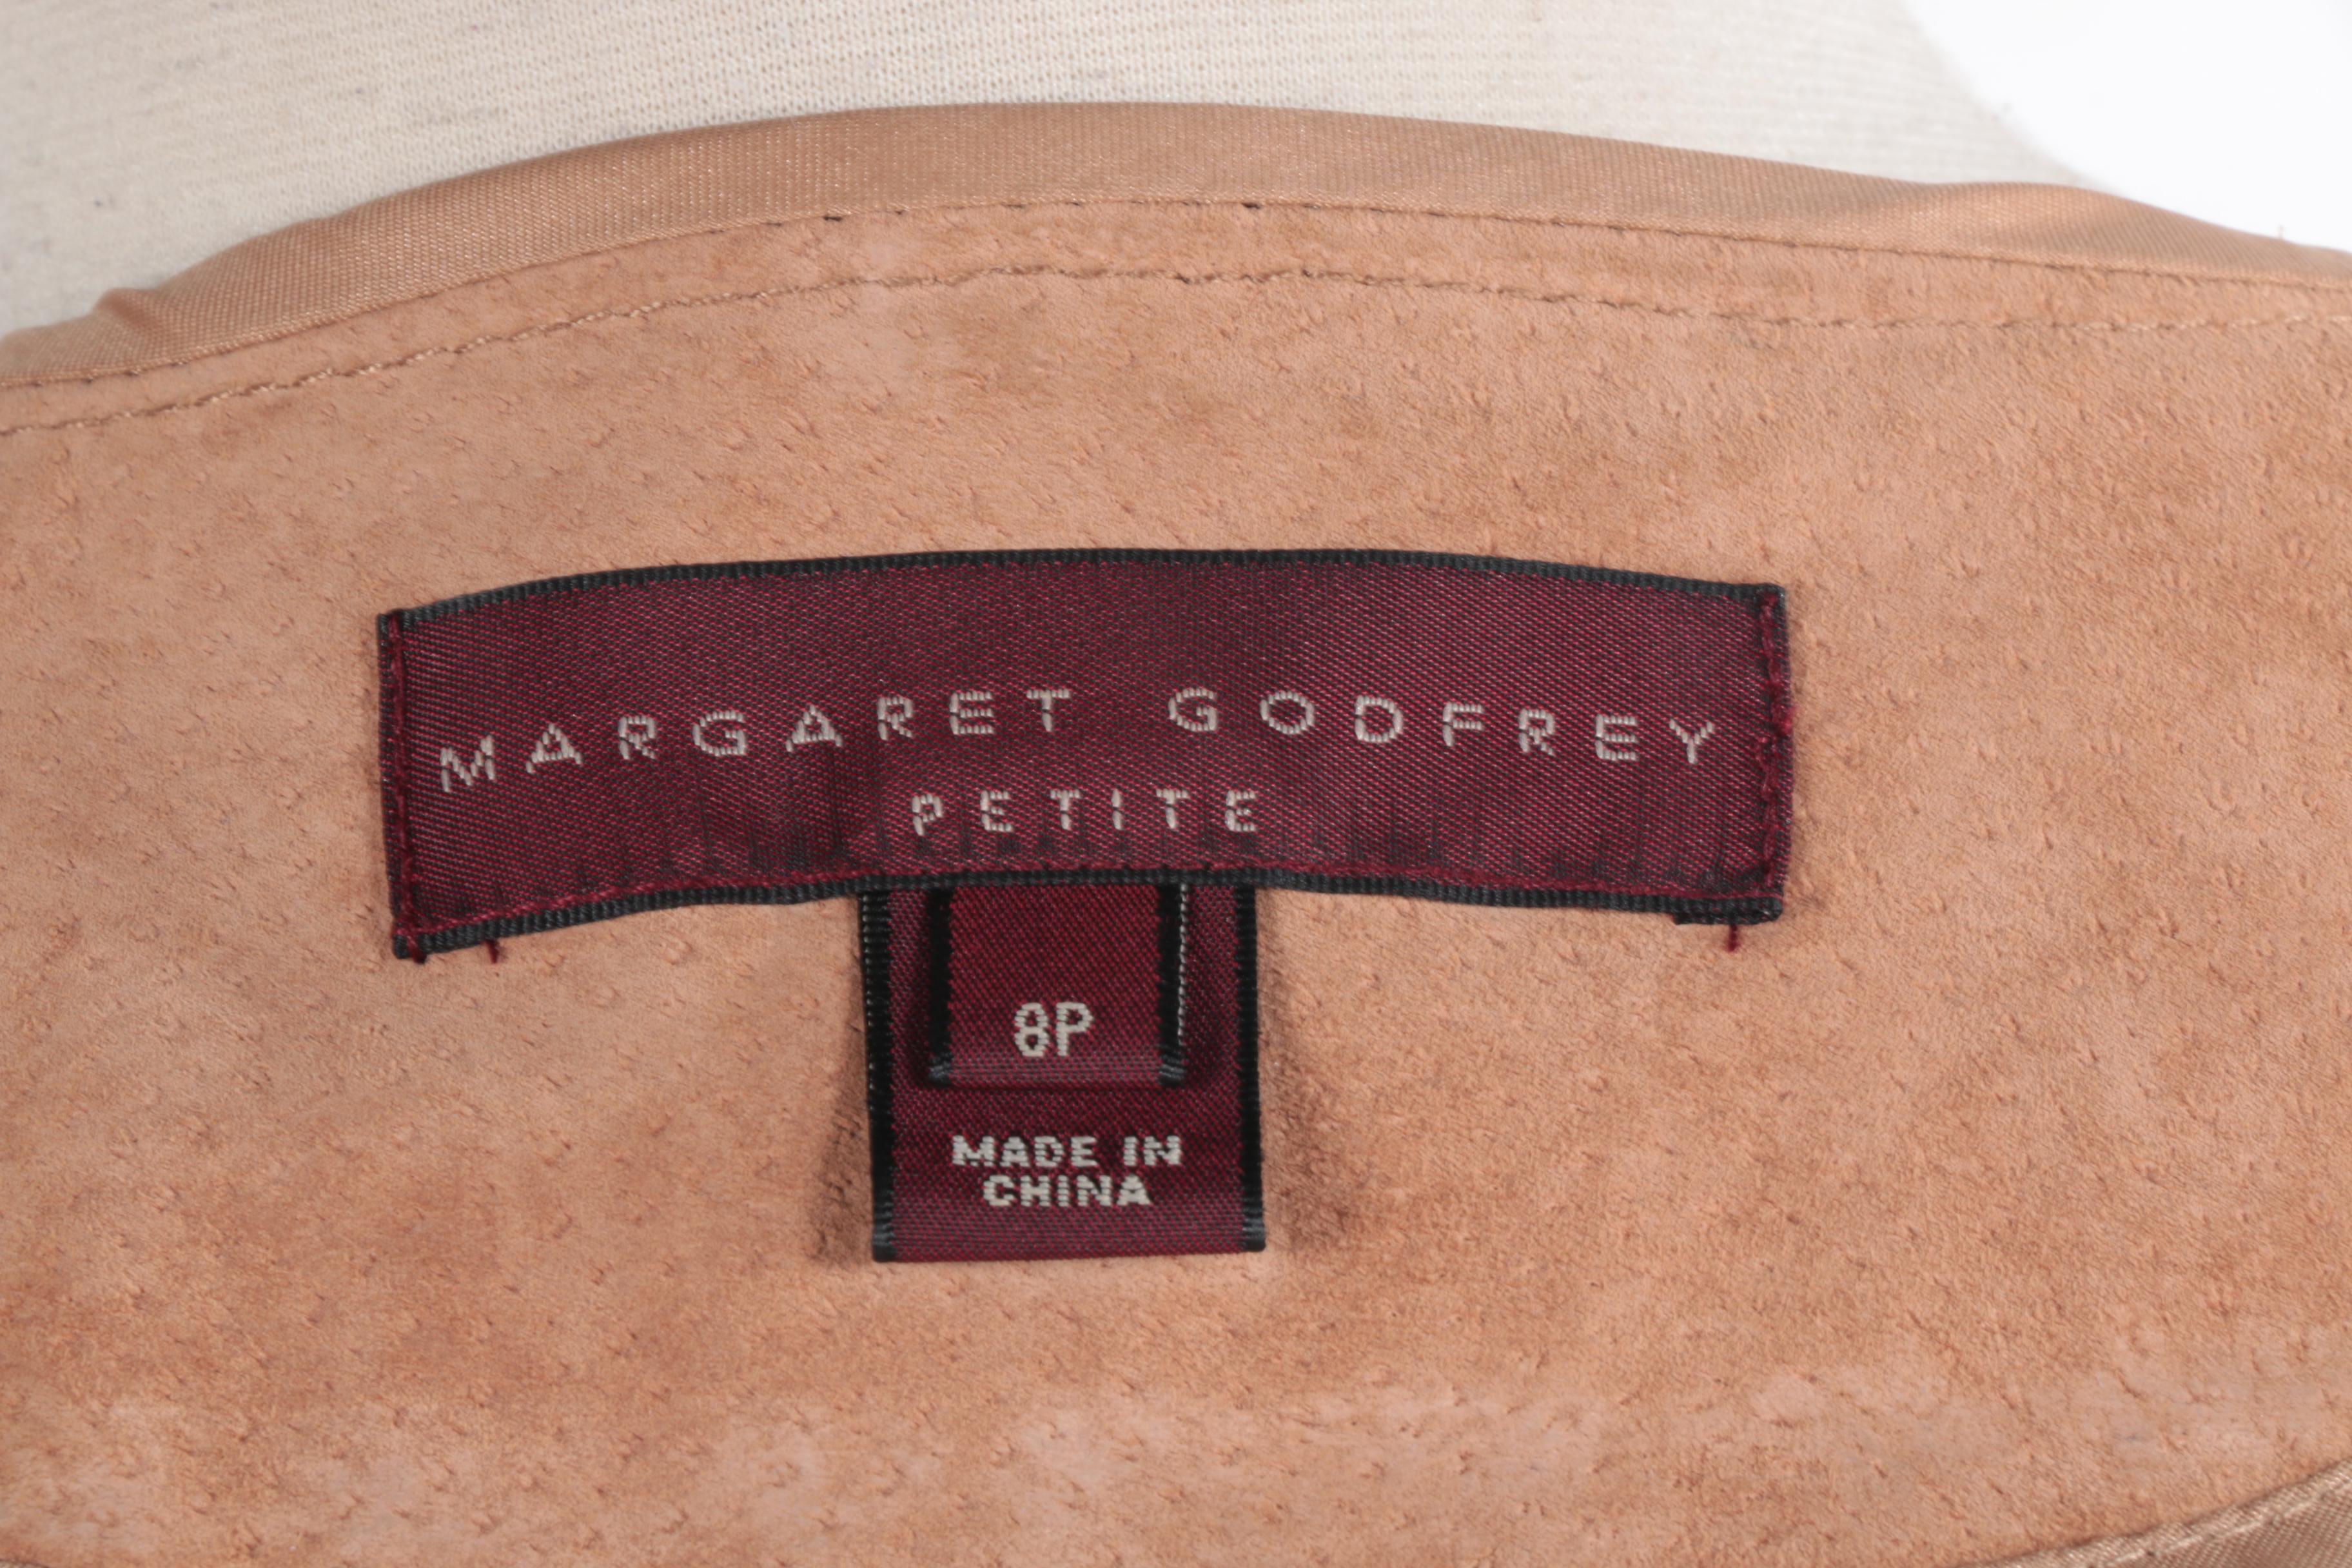 MARGARET GODFREY
PETITE
8P
MADE IN
CHINA